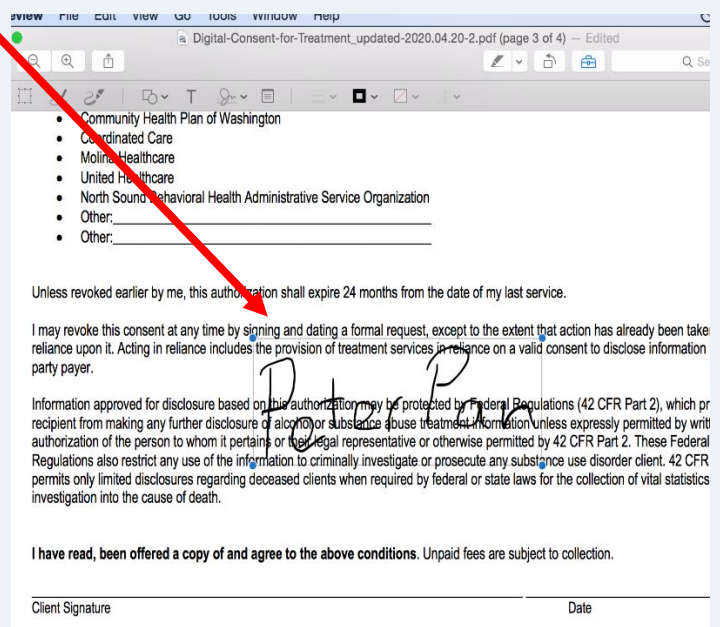 view File Edit View Go Tools Window Help
Digital-Consent-for-Treatment_updated-2020.04.20-2.pdf (page 3 of 4) — Edited
• Community Health Plan of Washington
• Coordinated Care
• Molina Healthcare
• United Healthcare
• North Sound Behavioral Health Administrative Service Organization
• Other:
• Other:
Unless revoked earlier by me, this authorization shall expire 24 months from the date of my last service.
I may revoke this consent at any time by signing and dating a formal request, except to the extent that action has already been take
reliance upon it. Acting in reliance includes the provision of treatment services in reliance on a valid consent to disclose information
party payer.
Peter Pan
Information approved for disclosure based on this authorization may be protected by Federal Regulations (42 CFR Part 2), which pr
recipient from making any further disclosure of alcohol or substance abuse treatment information unless expressly permitted by writ
authorization of the person to whom it pertains or their legal representative or otherwise permitted by 42 CFR Part 2. These Federal
Regulations also restrict any use of the information to criminally investigate or prosecute any substance use disorder client. 42 CFR
permits only limited disclosures regarding deceased clients when required by federal or state laws for the collection of vital statistics
investigation into the cause of death.
I have read, been offered a copy of and agree to the above conditions. Unpaid fees are subject to collection.
Client Signature Date